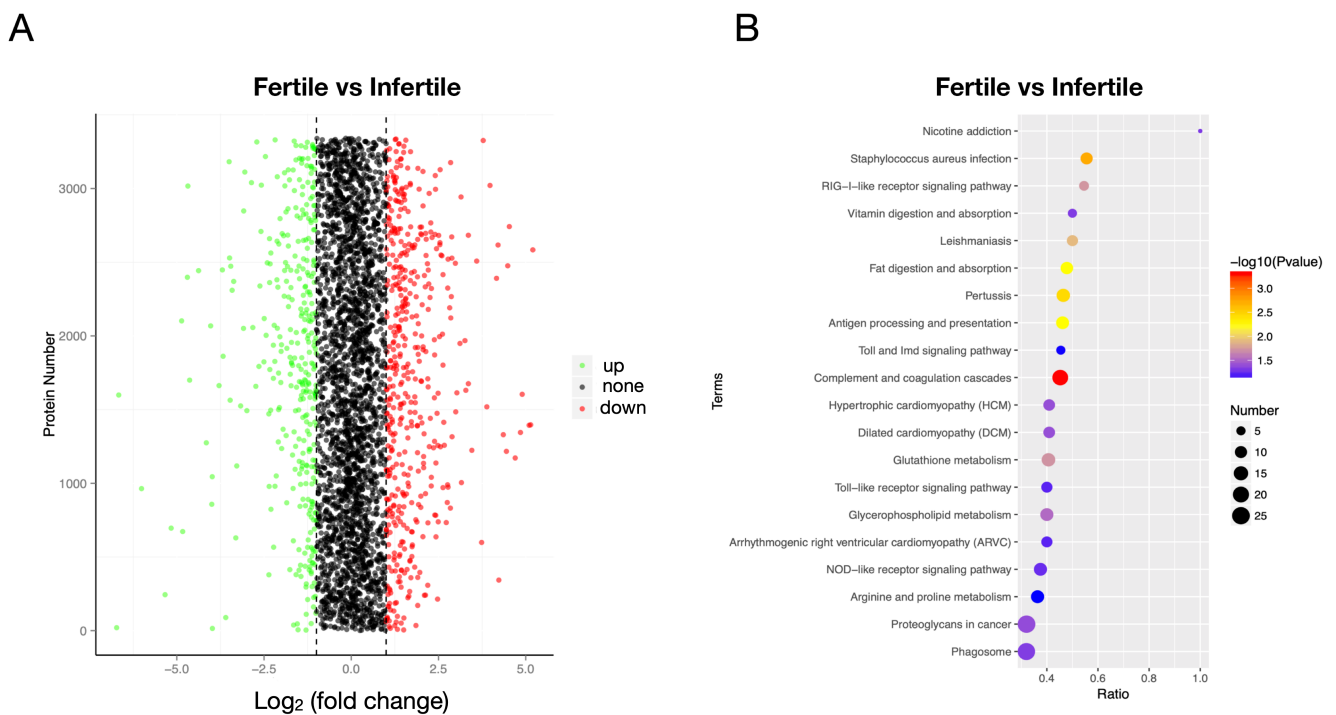 A
Fertile vs Infertile
Protein Number
3000
2000
1000
0
−5.0
−2.5
0.0
2.5
5.0
Log2 (fold change)
up
none
down
B
Fertile vs Infertile
Terms
Nicotine addiction
Staphylococcus aureus infection
RIG−I−like receptor signaling pathway
Vitamin digestion and absorption
Leishmaniasis
Fat digestion and absorption
Pertussis
Antigen processing and presentation
Toll and Imd signaling pathway
Complement and coagulation cascades
Hypertrophic cardiomyopathy (HCM)
Dilated cardiomyopathy (DCM)
Glutathione metabolism
Toll−like receptor signaling pathway
Glycerophospholipid metabolism
Arrhythmogenic right ventricular cardiomyopathy (ARVC)
NOD−like receptor signaling pathway
Arginine and proline metabolism
Proteoglycans in cancer
Phagosome
0.4
0.6
0.8
1.0
Ratio
−log10(Pvalue)
3.0
2.5
2.0
1.5
Number
5
10
15
20
25